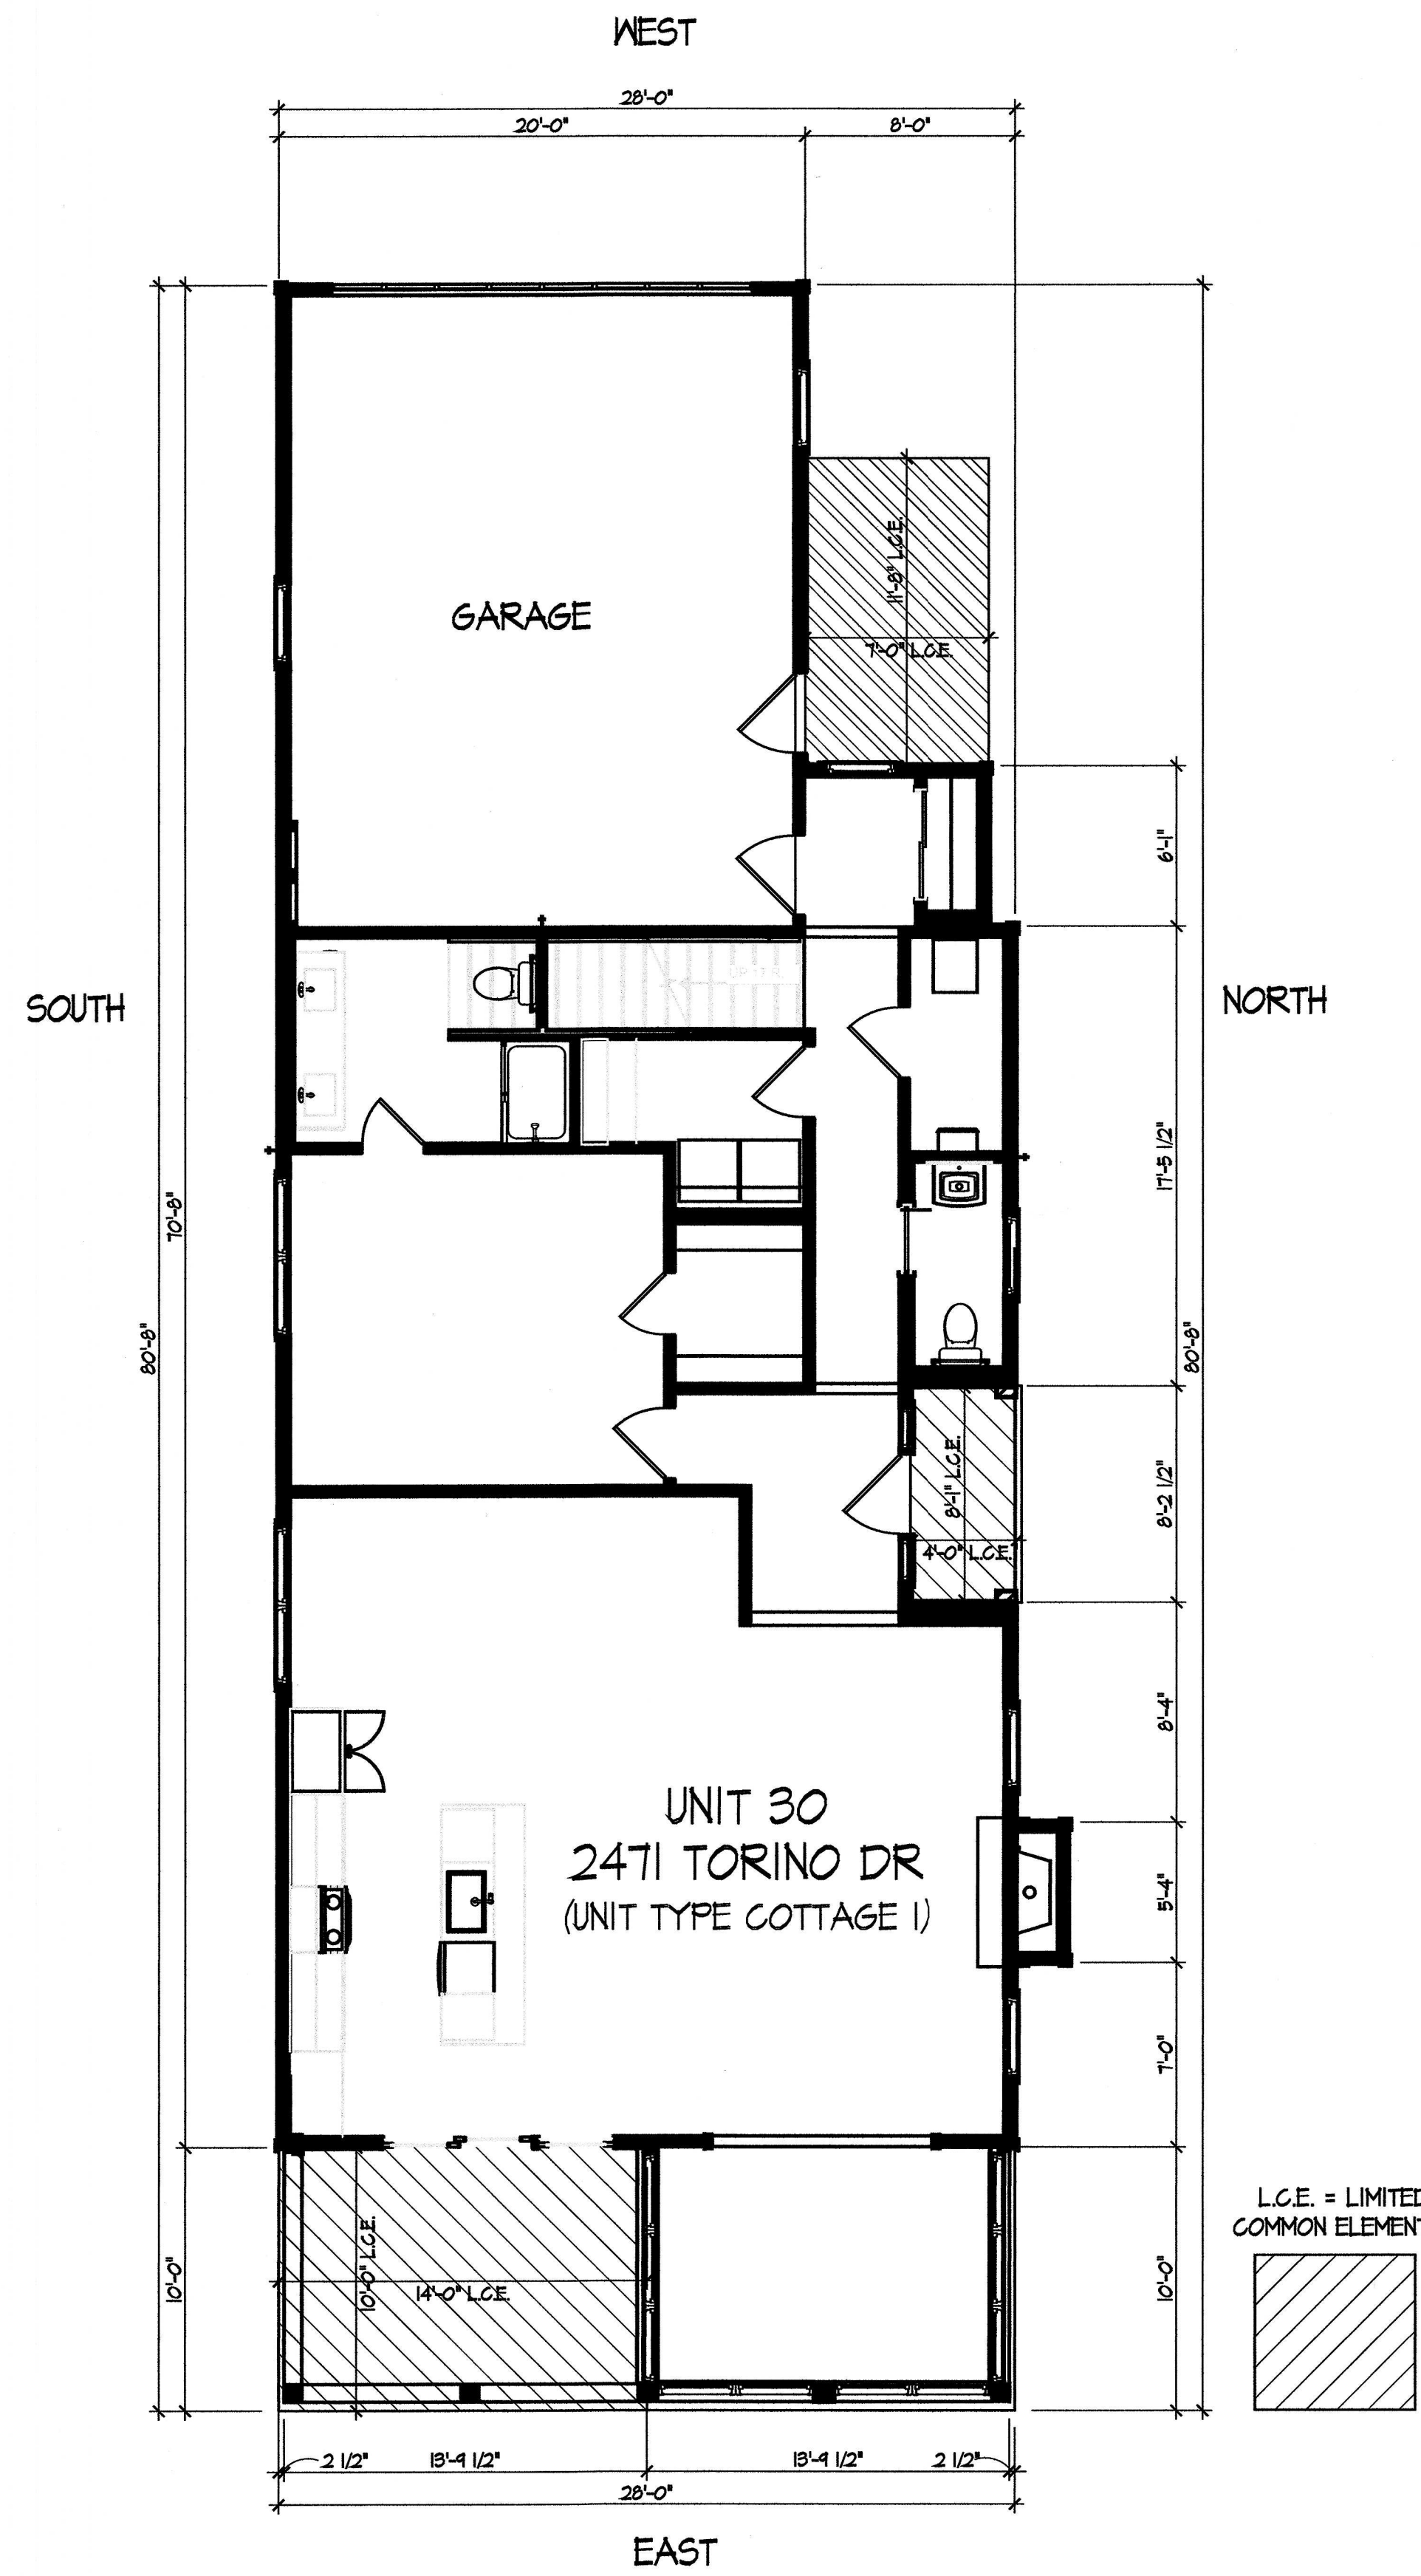 WEST
28'-0"
20'-0"
8'-0"
11'-8" L.C.E.
GARAGE
7'-0" L.C.E.
6'-1"
UP 17 R
SOUTH
NORTH
17'-5 1/2"
70'-8"
80'-8"
80'-8"
8'-1" L.C.E.
8'-2 1/2"
4'-0" L.C.E.
8'-4"
UNIT 30
2471 TORINO DR
(UNIT TYPE COTTAGE 1)
5'-4"
7'-0"
L.C.E. = LIMITED
COMMON ELEMENT
10'-0"
10'-0" L.C.E.
14'-0" L.C.E.
10'-0"
2 1/2"
13'-9 1/2"
13'-9 1/2"
2 1/2"
28'-0"
EAST